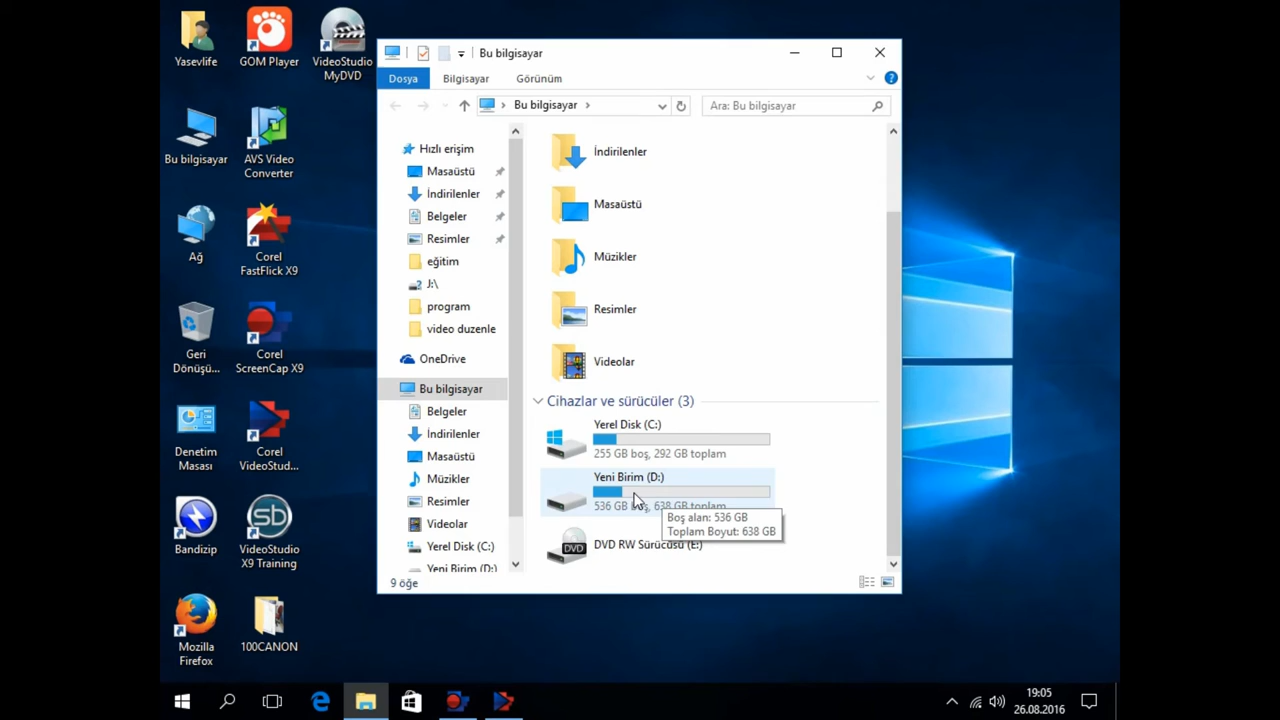 Yasevlife
GOM Player
VideoStudio
MyDVD
Bu bilgisayar
AVS Video
Converter
Ağ
Corel
FastFlick X9
Geri
Dönüşü...
Corel
ScreenCap X9
Denetim
Masası
Corel
VideoStud...
Bandizip
VideoStudio
X9 Training
Mozilla
Firefox
100CANON
Bu bilgisayar
Dosya
Bilgisayar
Görünüm
Bu bilgisayar
Ara: Bu bilgisayar
Hızlı erişim
Masaüstü
İndirilenler
Belgeler
Resimler
eğitim
J:\
program
video duzenle
OneDrive
Bu bilgisayar
Belgeler
İndirilenler
Masaüstü
Müzikler
Resimler
Videolar
Yerel Disk (C:)
Yeni Birim (D:)
İndirilenler
Masaüstü
Müzikler
Resimler
Videolar
Cihazlar ve sürücüler (3)
Yerel Disk (C:)
255 GB boş, 292 GB toplam
Yeni Birim (D:)
536 GB boş, 638 GB toplam
Boş alan: 536 GB
Toplam Boyut: 638 GB
DVD
DVD RW Sürücüsü (E:)
9 öğe
19:05
26.08.2016